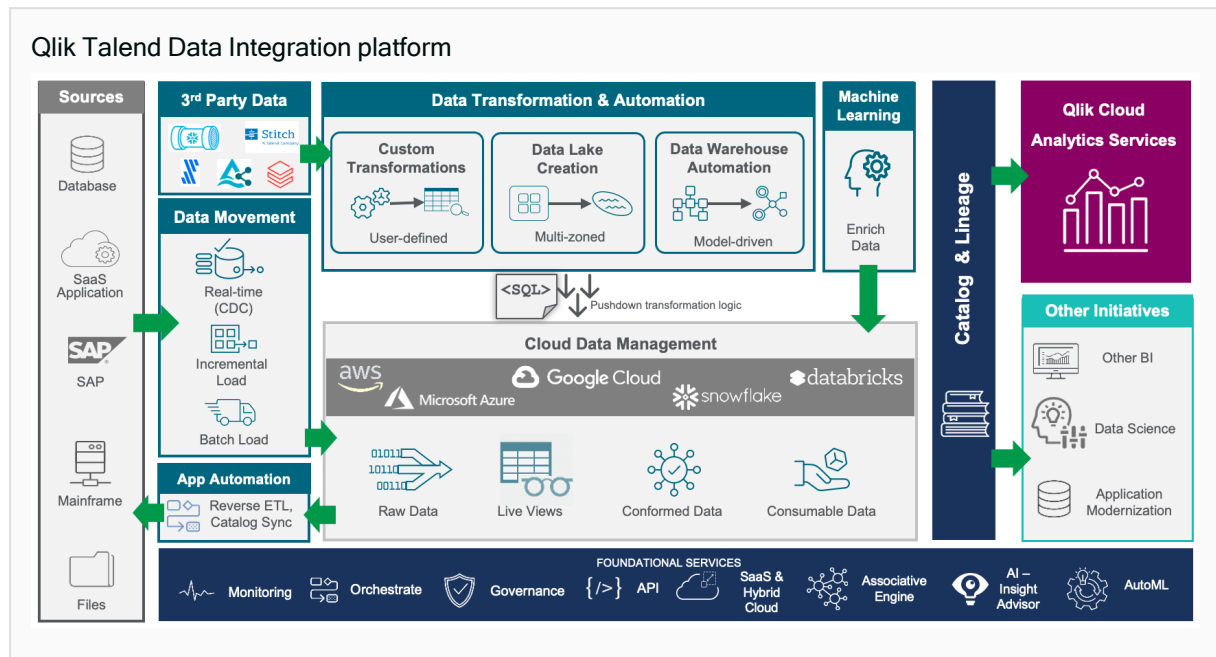 Qlik Talend Data Integration platform
Sources
Database
SaaS
Application
SAP
SAP
Mainframe
Files
3rd Party Data
Stitch
A Talend Company
Data Movement
Real-time
(CDC)
Incremental
Load
Batch Load
App Automation
Reverse ETL,
Catalog Sync
Data Transformation & Automation
Custom
Transformations
User-defined
Data Lake
Creation
Multi-zoned
Data Warehouse
Automation
Model-driven
Machine
Learning
Enrich
Data
<SQL>
Pushdown transformation logic
Cloud Data Management
aws
Microsoft Azure
Google Cloud
snowflake
databricks
01011
10110
00110
Raw Data
Live Views
Conformed Data
Consumable Data
Catalog & Lineage
Qlik Cloud
Analytics Services
Other Initiatives
Other BI
Data Science
Application
Modernization
FOUNDATIONAL SERVICES
Monitoring
Orchestrate
Governance
{/>}
API
SaaS &
Hybrid
Cloud
Associative
Engine
AI –
Insight
Advisor
AutoML